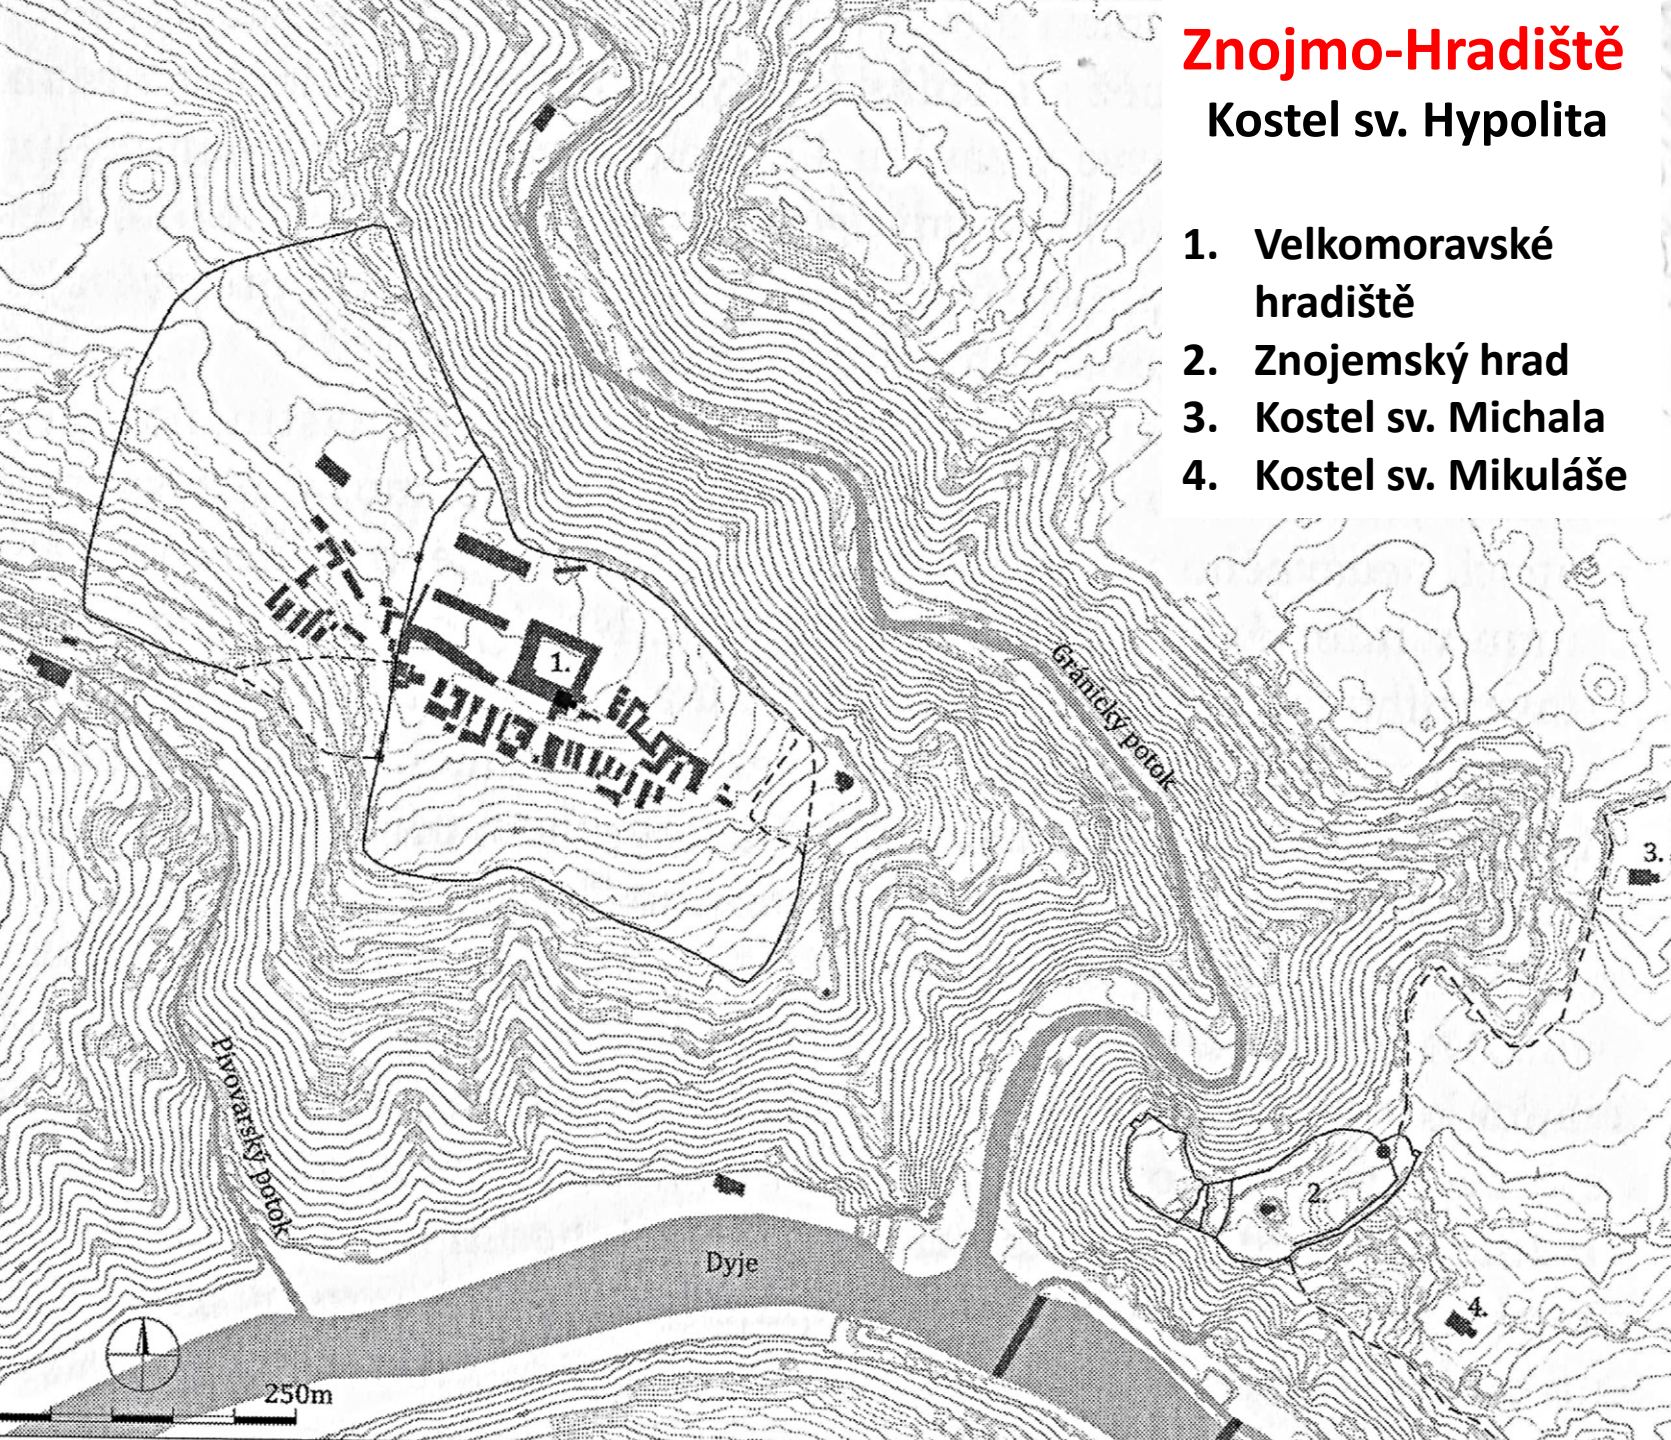 Znojmo-Hradiště
Kostel sv. Hypolita
1. Velkomoravské
hradiště
2. Znojemský hrad
3. Kostel sv. Michala
4. Kostel sv. Mikuláše
1.
Gránický potok
3.
Pivovarský potok
2.
Dyje
4.
250m